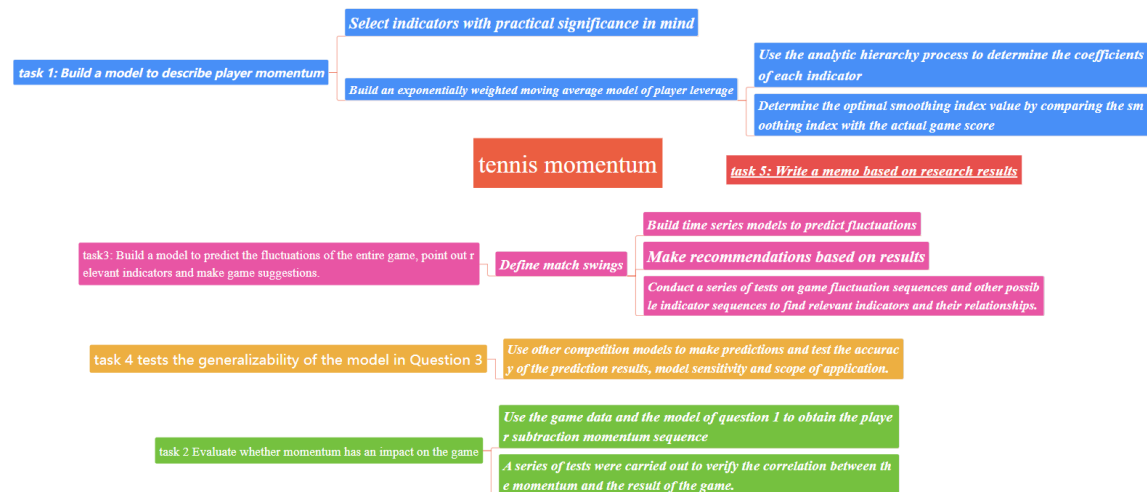 Select indicators with practical significance in mind
task 1: Build a model to describe player momentum
Build an exponentially weighted moving average model of player leverage
Use the analytic hierarchy process to determine the coefficients
of each indicator
Determine the optimal smoothing index value by comparing the sm
oothing index with the actual game score
tennis momentum
task 5: Write a memo based on research results
task3: Build a model to predict the fluctuations of the entire game, point out r
elevant indicators and make game suggestions.
Define match swings
Build time series models to predict fluctuations
Make recommendations based on results
Conduct a series of tests on game fluctuation sequences and other possib
le indicator sequences to find relevant indicators and their relationships.
task 4 tests the generalizability of the model in Question 3
Use other competition models to make predictions and test the accurac
y of the prediction results, model sensitivity and scope of application.
task 2 Evaluate whether momentum has an impact on the game
Use the game data and the model of question 1 to obtain the playe
r subtraction momentum sequence
A series of tests were carried out to verify the correlation between th
e momentum and the result of the game.